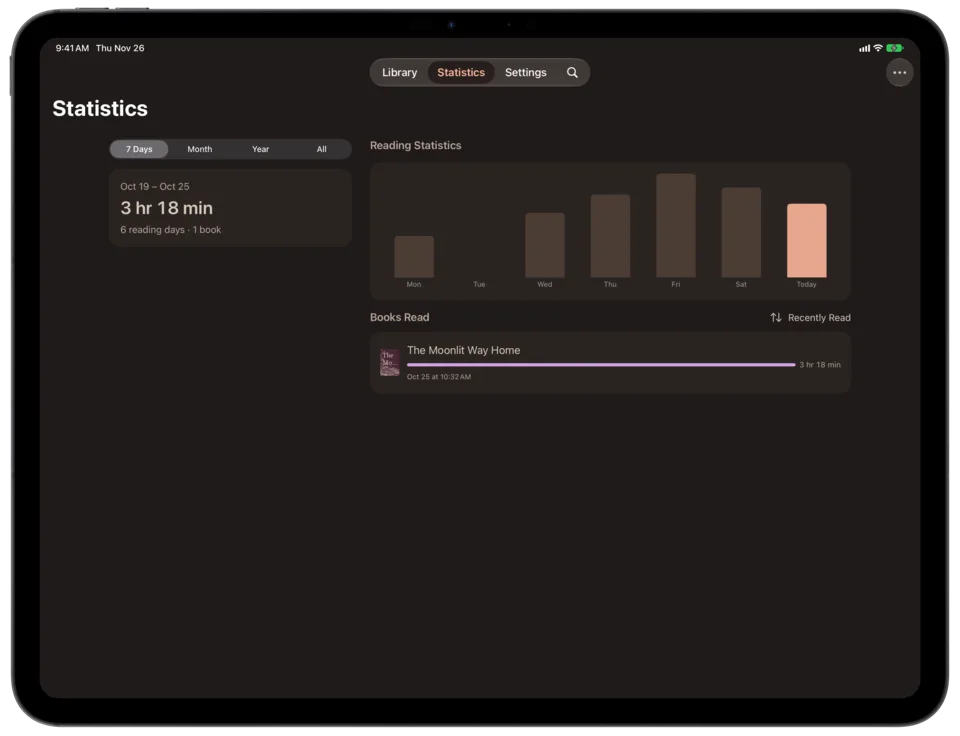 9:41 AM Thu Nov 26
Library Statistics Settings
Statistics
7 Days Month Year All
Oct 19 – Oct 25
3 hr 18 min
6 reading days · 1 book
Reading Statistics
Mon Tue Wed Thu Fri Sat Today
Books Read
Recently Read
The
Mo...
The Moonlit Way Home
3 hr 18 min
Oct 25 at 10:32 AM